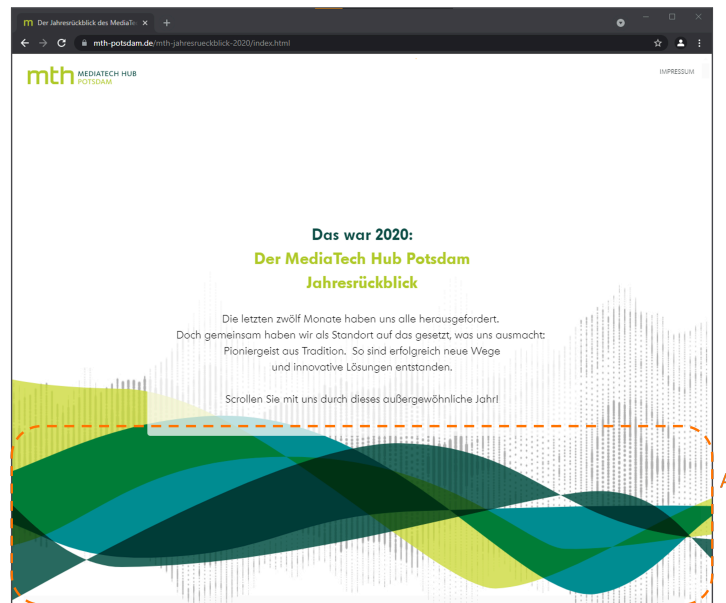 m Der Jahresrückblick des MediaTec
mth-potsdam.de/mth-jahresrueckblick-2020/index.html
mth MEDIATECH HUB
POTSDAM
IMPRESSUM
Das war 2020:
Der MediaTech Hub Potsdam
Jahresrückblick
Die letzten zwölf Monate haben uns alle herausgefordert.
Doch gemeinsam haben wir als Standort auf das gesetzt, was uns ausmacht:
Pioniergeist aus Tradition. So sind erfolgreich neue Wege
und innovative Lösungen entstanden.
Scrollen Sie mit uns durch dieses außergewöhnliche Jahr!
A